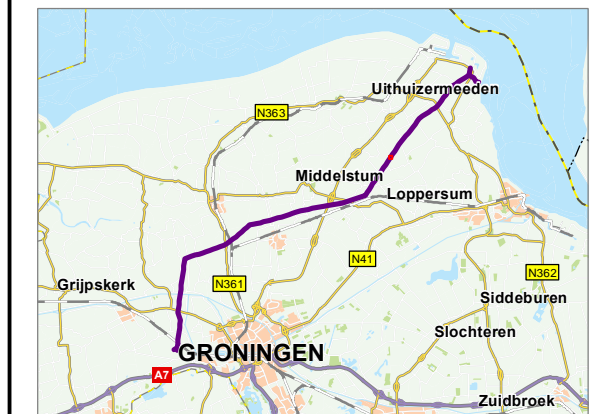 Uithuizermeeden
N363
Middelstum
Loppersum
N41
N362
Grijpskerk
N361
Siddeburen
Slochteren
GRONINGEN
A7
Zuidbroek